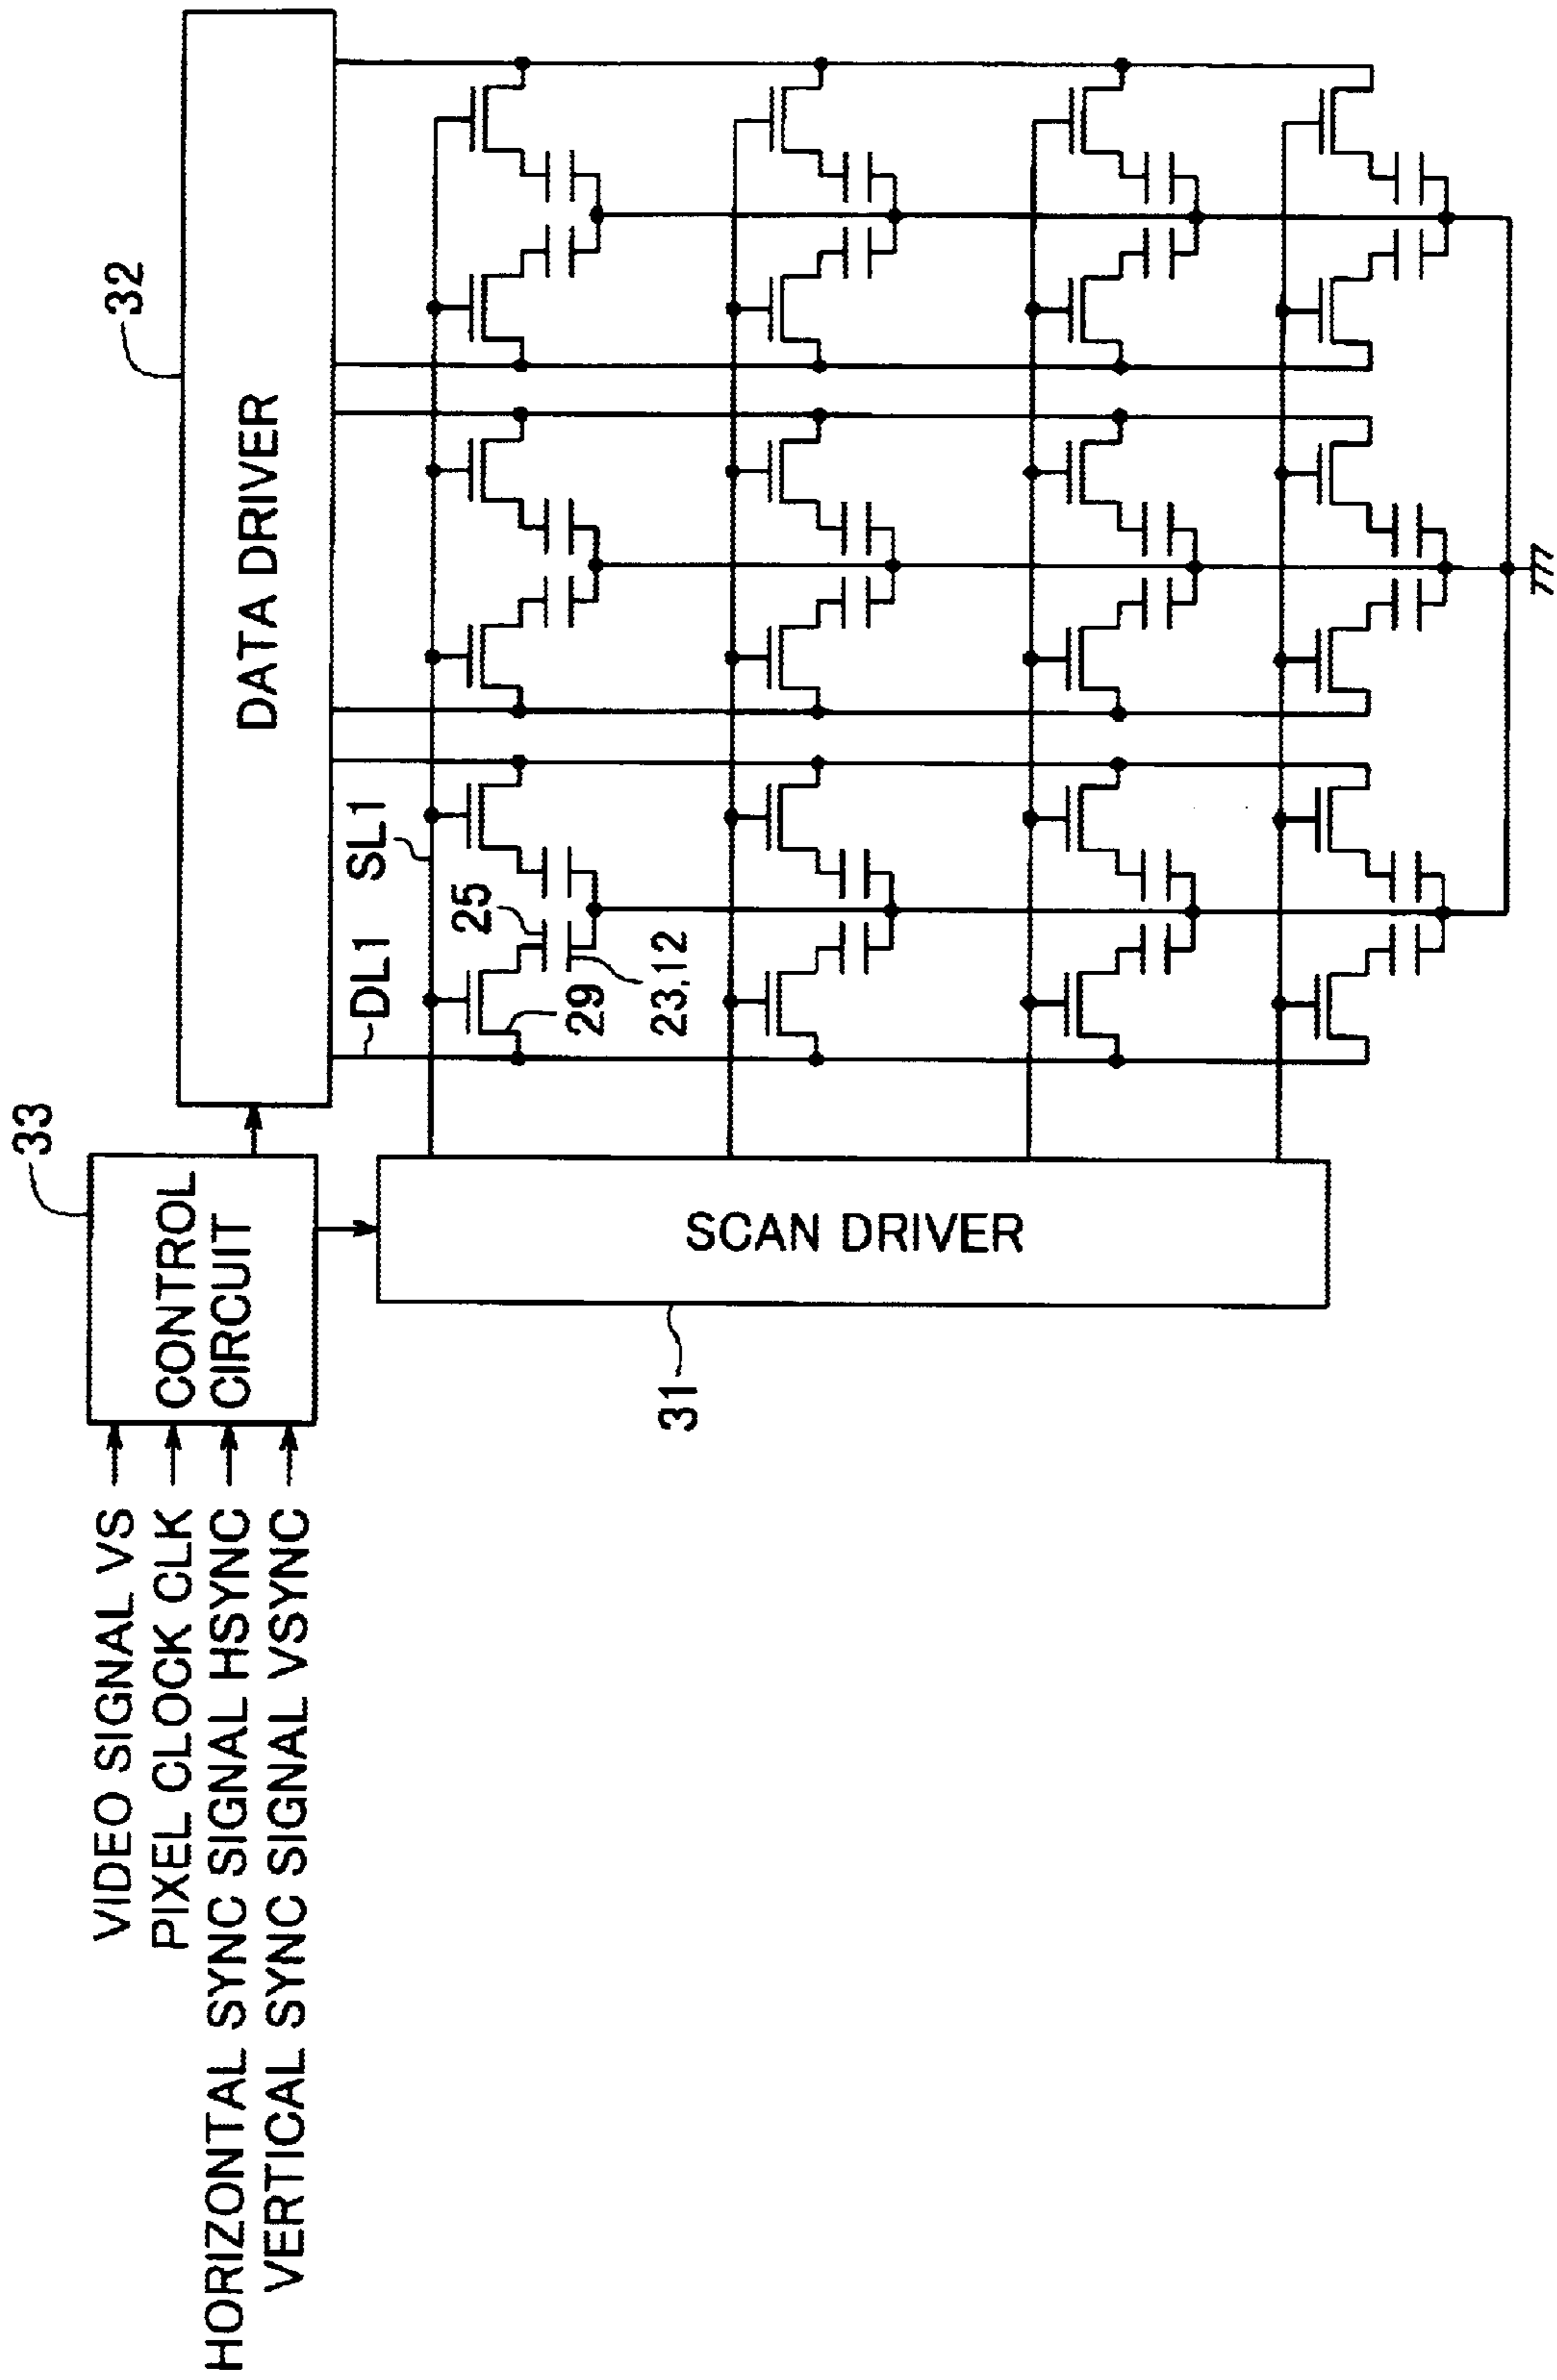 VIDEO SIGNAL VS
PIXEL CLOCK CLK
HORIZONTAL SYNC SIGNAL HSYNC
VERTICAL SYNC SIGNAL VSYNC
33
CONTROL
CIRCUIT
32
DATA DRIVER
31
SCAN DRIVER
DL1
SL1
25
29
23,12